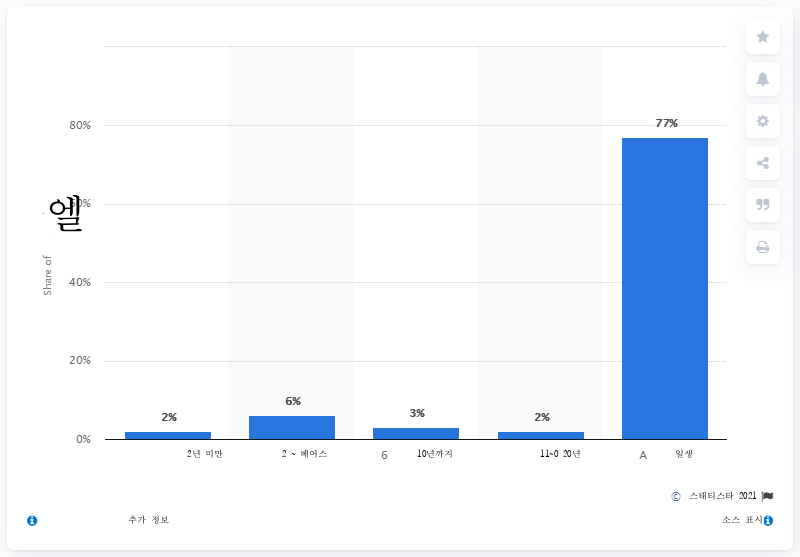 80%
77%
엘
40%
Share of
20%
6%
3%
2%
2%
0%
2년 미만
2 ~ 베어스
6 10년까지
11~0 20년
A 일생
© 스태티스타 2021
추가 정보
소스 표시